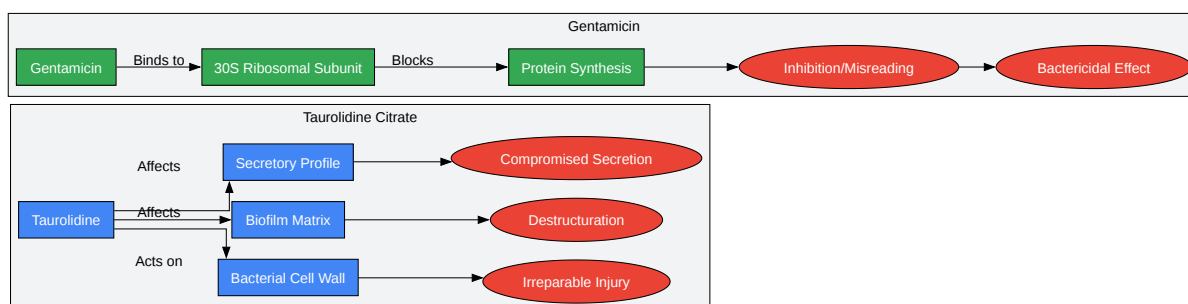 Gentamicin
Gentamicin Binds to 30S Ribosomal Subunit Blocks Protein Synthesis Inhibition/Misreading Bactericidal Effect
Taurolidine Citrate
Affects Secretory Profile Compromised Secretion
Taurolidine Affects Biofilm Matrix Destructuration
Acts on
Bacterial Cell Wall Irreparable Injury